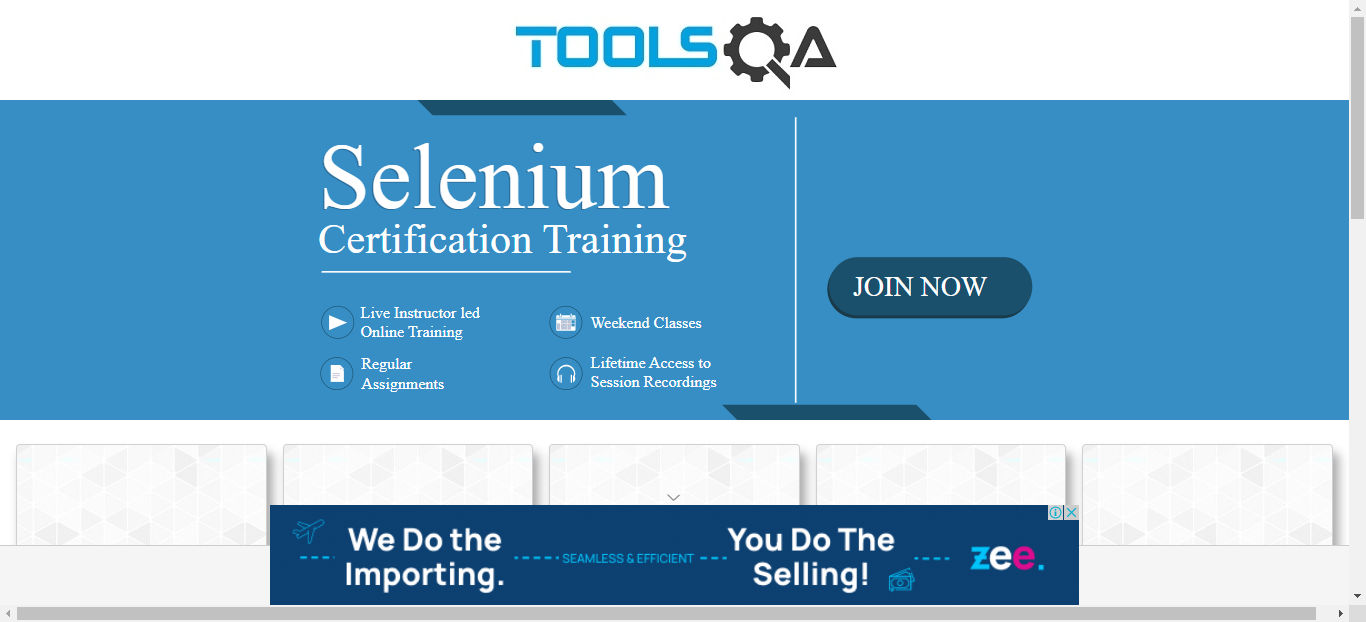 TOOLSQA
Selenium
Certification Training
Live Instructor led
Online Training
Weekend Classes
Regular
Assignments
Lifetime Access to
Session Recordings
JOIN NOW
We Do the
Importing.
SEAMLESS & EFFICIENT
You Do The
Selling!
zee.